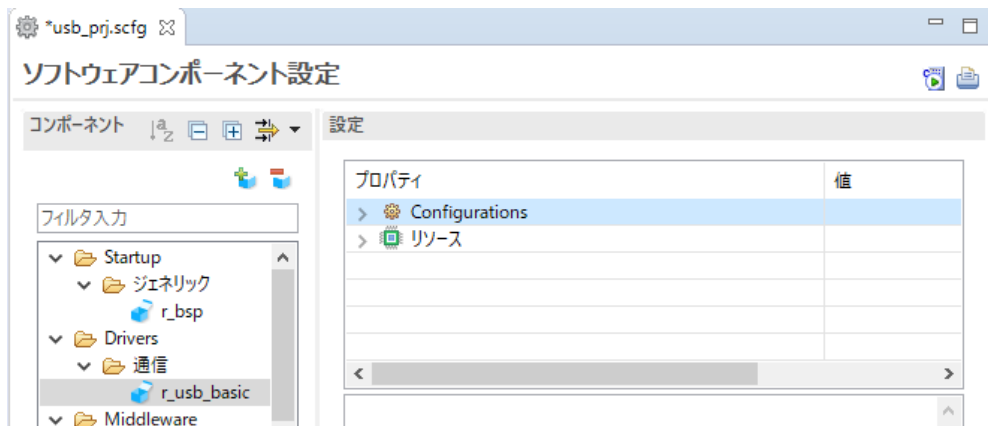 *usb_prj.scfg
ソフトウェアコンポーネント設定
コンポーネント
設定
フィルタ入力
Startup
ジェネリック
r_bsp
Drivers
通信
r_usb_basic
Middleware
プロパティ 値
Configurations
リソース